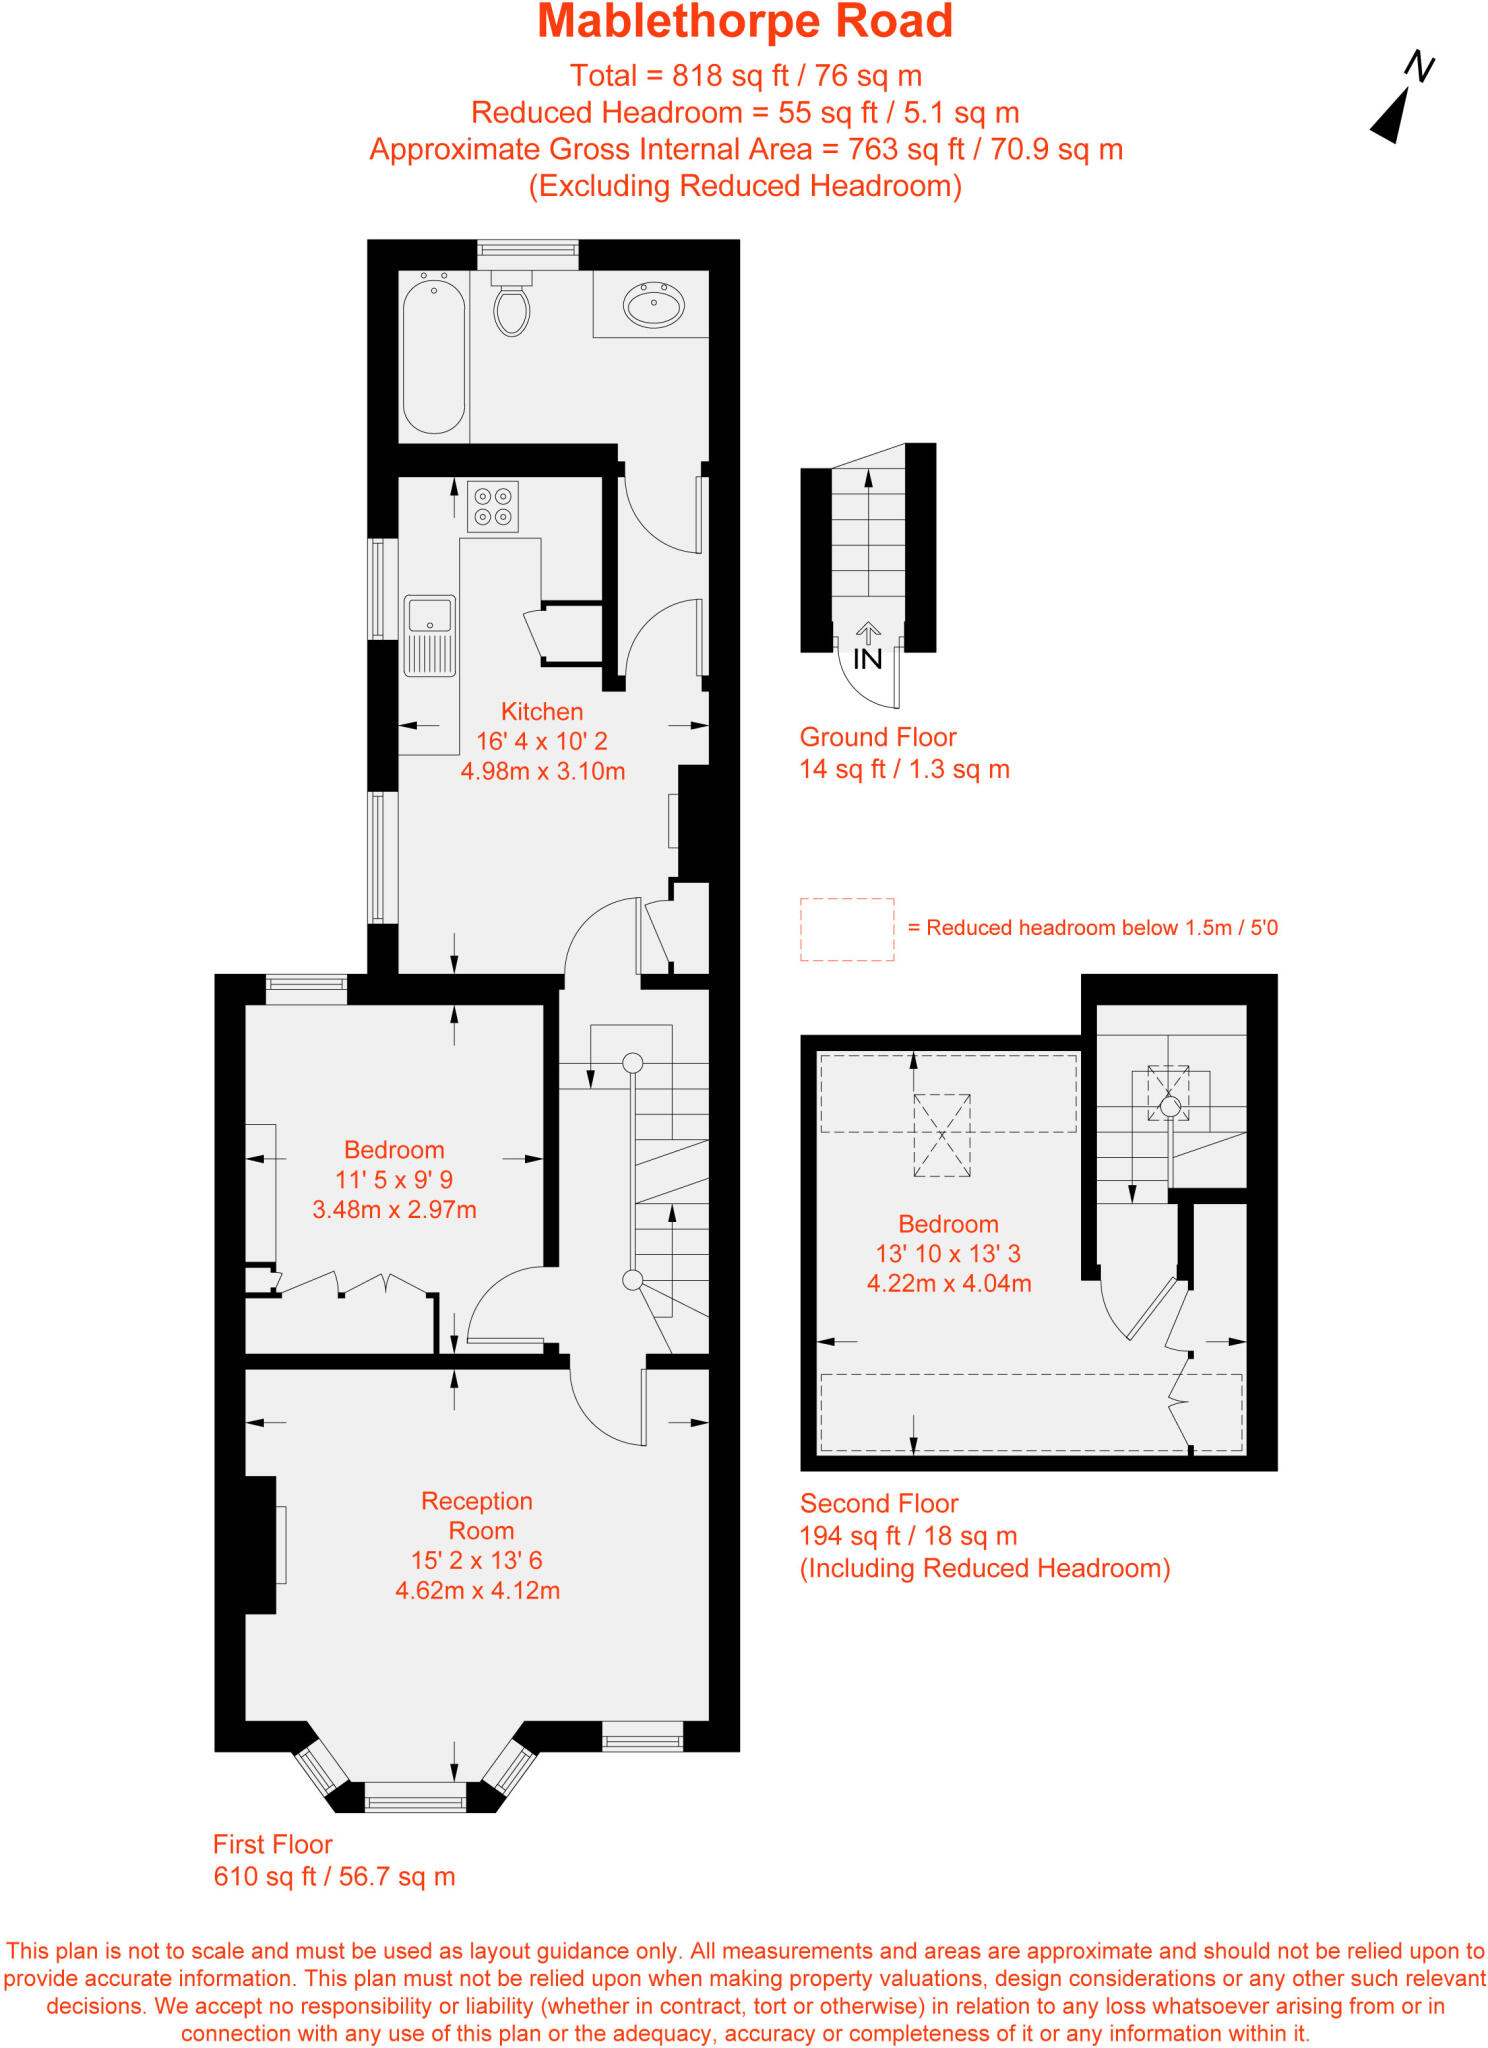 Mablethorpe Road
Total = 818 sq ft / 76 sq m
Reduced Headroom = 55 sq ft / 5.1 sq m
Approximate Gross Internal Area = 763 sq ft / 70.9 sq m
(Excluding Reduced Headroom)
N
IN
Ground Floor
14 sq ft / 1.3 sq m
Kitchen
16' 4 x 10' 2
4.98m x 3.10m
= Reduced headroom below 1.5m / 5'0
Bedroom
11' 5 x 9' 9
3.48m x 2.97m
Bedroom
13' 10 x 13' 3
4.22m x 4.04m
Reception
Room
15' 2 x 13' 6
4.62m x 4.12m
Second Floor
194 sq ft / 18 sq m
(Including Reduced Headroom)
First Floor
610 sq ft / 56.7 sq m
This plan is not to scale and must be used as layout guidance only. All measurements and areas are approximate and should not be relied upon to
provide accurate information. This plan must not be relied upon when making property valuations, design considerations or any other such relevant
decisions. We accept no responsibility or liability (whether in contract, tort or otherwise) in relation to any loss whatsoever arising from or in
connection with any use of this plan or the adequacy, accuracy or completeness of it or any information within it.